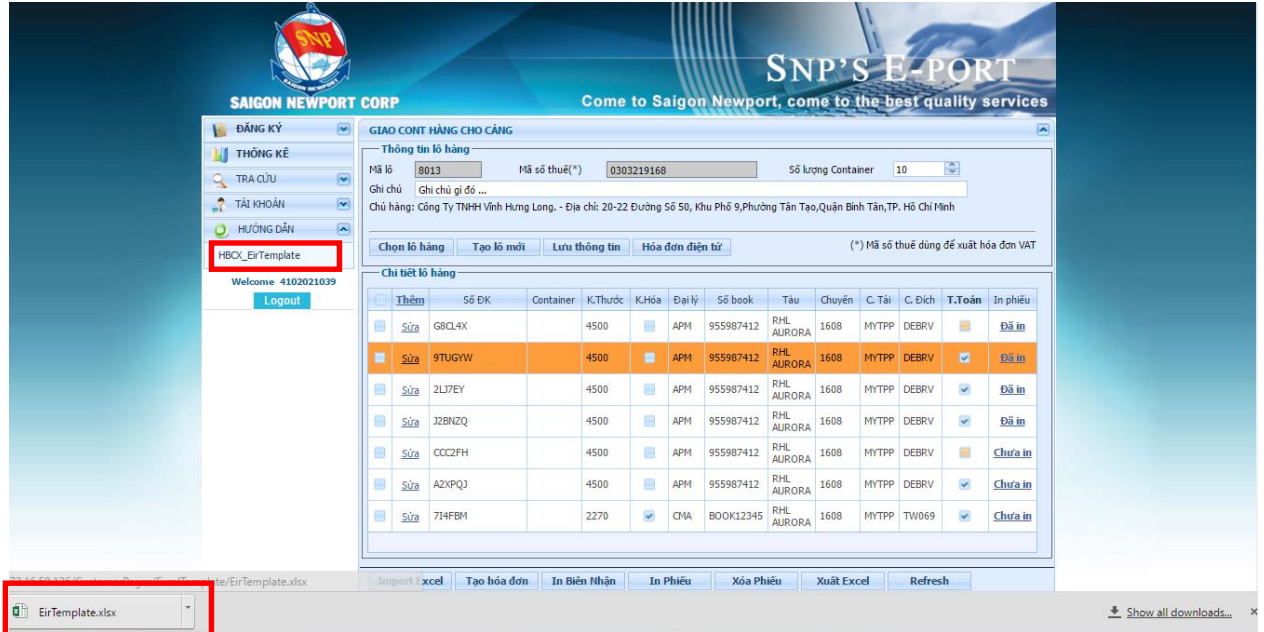 SNP
SAIGON NEWPORT
SAIGON NEWPORT CORP
SNP'S E-PORT
Come to Saigon Newport, come to the best quality services
ĐĂNG KÝ
THỐNG KÊ
TRA CỨU
TÀI KHOẢN
HƯỚNG DẪN
HBCX_EirTemplate
Welcome 4102021039
Logout
GIAO CONT HÀNG CHO CẢNG
Thông tin lô hàng
Mã lô 8013 Mã số thuế(*) 0303219168 Số lượng Container 10
Ghi chú Ghi chú gì đó ...
Chủ hàng: Công Ty TNHH Vĩnh Hưng Long. - Địa chỉ: 20-22 Đường Số 50, Khu Phố 9,Phường Tân Tạo,Quận Bình Tân,TP. Hồ Chí Minh
Chọn lô hàng Tạo lô mới Lưu thông tin Hóa đơn điện tử (*) Mã số thuế dùng để xuất hóa đơn VAT
Chi tiết lô hàng
Thêm Số ĐK Container K.Thước K.Hóa Đại lý Số book Tàu Chuyến C. Tải C. Đích T.Toán In phiếu
Sửa G8CL4X 4500 APM 955987412 RHL AURORA 1608 MYTPP DEBRV Đã in
Sửa 9TUGYW 4500 APM 955987412 RHL AURORA 1608 MYTPP DEBRV Đã in
Sửa 2LJ7EY 4500 APM 955987412 RHL AURORA 1608 MYTPP DEBRV Đã in
Sửa J2BNZQ 4500 APM 955987412 RHL AURORA 1608 MYTPP DEBRV Đã in
Sửa CCC2FH 4500 APM 955987412 RHL AURORA 1608 MYTPP DEBRV Chưa in
Sửa A2XPQJ 4500 APM 955987412 RHL AURORA 1608 MYTPP DEBRV Chưa in
Sửa 7I4FBM 2270 CMA BOOK12345 RHL AURORA 1608 MYTPP TW069 Chưa in
Import Excel Tạo hóa đơn In Biên Nhận In Phiếu Xóa Phiếu Xuất Excel Refresh
/EirTemplate.xlsx
EirTemplate.xlsx
Show all downloads...